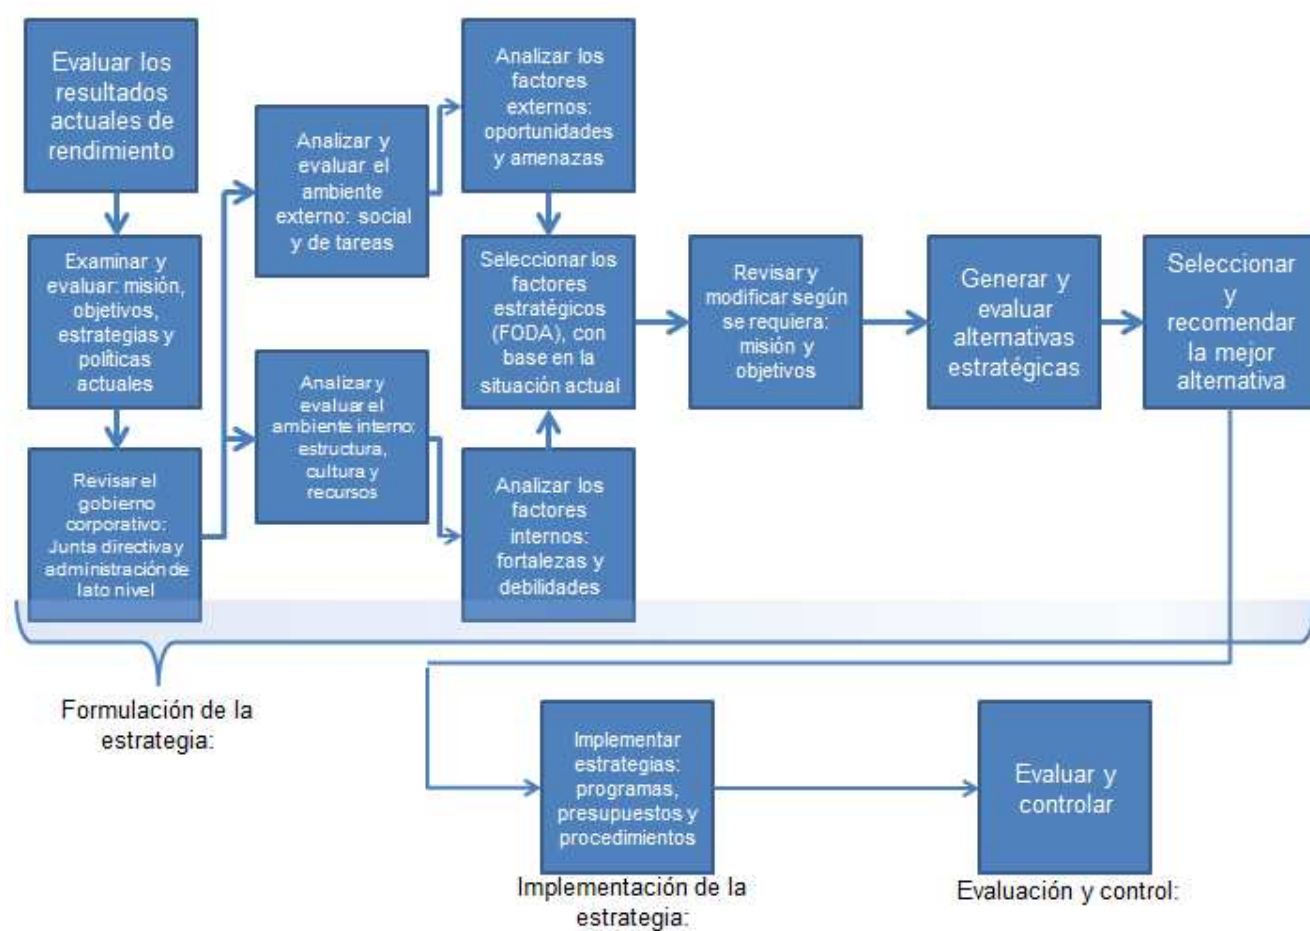 Evaluar los
resultados
actuales de
rendimiento
Examinar y
evaluar: misión,
objetivos,
estrategias y
políticas
actuales
Revisar el
gobierno
corporativo:
Junta directiva y
administración de
lato nivel
Analizar y
evaluar el
ambiente
externo: social
y de tareas
Analizar y
evaluar el
ambiente interno:
estructura,
cultura y
recursos
Analizar los
factores
externos:
oportunidades
y amenazas
Seleccionar los
factores
estratégicos
(FODA), con
base en la
situación actual
Analizar los
factores
internos:
fortalezas y
debilidades
Revisar y
modificar según
se requiera:
misión y
objetivos
Generar y
evaluar
alternativas
estratégicas
Seleccionar
y
recomendar
la mejor
alternativa
Formulación de la
estrategia:
Implementar
estrategias:
programas,
presupuestos y
procedimientos
Implementación de la
estrategia:
Evaluar y
controlar
Evaluación y control: